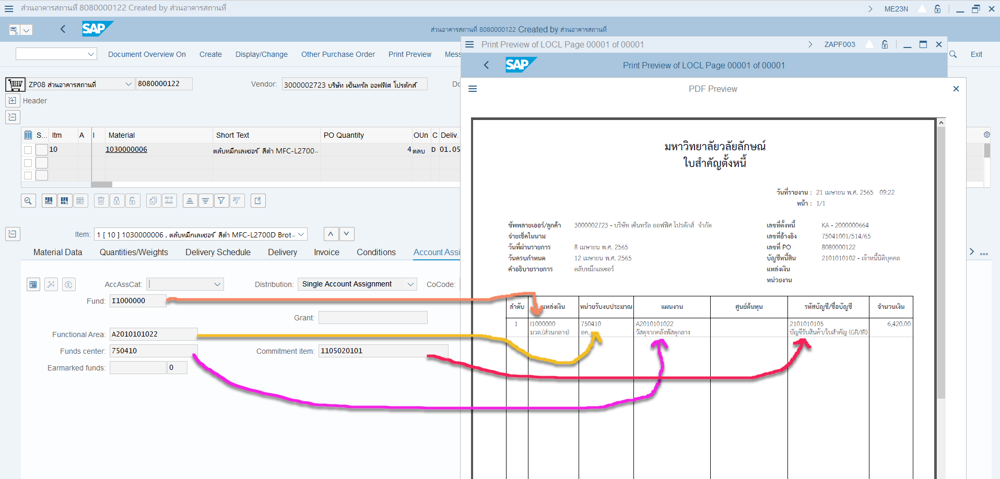 ส่วนอาคารสถานที่ 8080000122 Created by ส่วนอาคารสถานที่
ME23N
SAP
ส่วนอาคารสถานที่ 8080000122 Created by ส่วนอาคารสถานที่
Document Overview On Create Display/Change Other Purchase Order Print Preview Mess
Exit
ZP08 ส่วนอาคารสถานที่ 8080000122 Vendor: 3000002723 บริษัท เซ็นทรัล ออฟฟิศ โปรดักส์ Do
Header
S... Itm A I Material Short Text PO Quantity OUn C Deliv.
10 1030000006 ตลับหมึกเลเซอร์ สีดำ MFC-L2700... 4 ตลบ D 01.05
Item: 1 [ 10 ] 1030000006 , ตลับหมึกเลเซอร์ สีดำ MFC-L2700D Brot...
Material Data Quantities/Weights Delivery Schedule Delivery Invoice Conditions Account Assi
AccAssCat: Distribution: Single Account Assignment CoCode:
Fund: I1000000
Grant:
Functional Area: A2010101022
Funds center: 750410 Commitment item: 1105020101
Earmarked funds: 0
Print Preview of LOCL Page 00001 of 00001
ZAPF003
SAP
Print Preview of LOCL Page 00001 of 00001
PDF Preview
มหาวิทยาลัยวลัยลักษณ์
ใบสำคัญตั้งหนี้
วันที่รายงาน : 21 เมษายน พ.ศ. 2565 09:22
หน้า : 1/1
ซัพพลายเออร์/ลูกค้า 3000002723 - บริษัท เซ็นทรัล ออฟฟิศ โปรดักส์ จำกัด เลขที่ตั้งหนี้ KA - 2000000664
จ่ายเช็คในนาม เลขที่อ้างอิง 75041001/514/65
วันที่ผ่านรายการ 8 เมษายน พ.ศ. 2565 เลขที่ PO 8080000122
วันครบกำหนด 12 เมษายน พ.ศ. 2565 บัญชีหนี้สิน 2101010102 - เจ้าหนี้นิติบุคคล
คำอธิบายรายการ ตลับหมึกเลเซอร์ แหล่งเงิน
หน่วยงาน
ลำดับ แหล่งเงิน หน่วยรับงบประมาณ แผนงาน ศูนย์ต้นทุน รหัสบัญชี/ชื่อบัญชี จำนวนเงิน
1 I1000000 750410 A2010101022 2101010105 6,420.00
มวล.(ส่วนกลาง) อค. วัสดุจากคลังพัสดุกลาง บัญชีรับสินค้า/ใบสำคัญ (GR/IR)